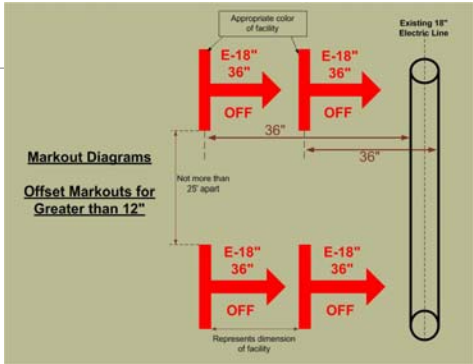 Appropriate color
of facility
Existing 18"
Electric Line
E-18"
36"
OFF
E-18"
36"
OFF
36"
36"
Markout Diagrams
Offset Markouts for
Greater than 12"
Not more than
25' apart
E-18"
36"
OFF
E-18"
36"
OFF
Represents dimension
of facility